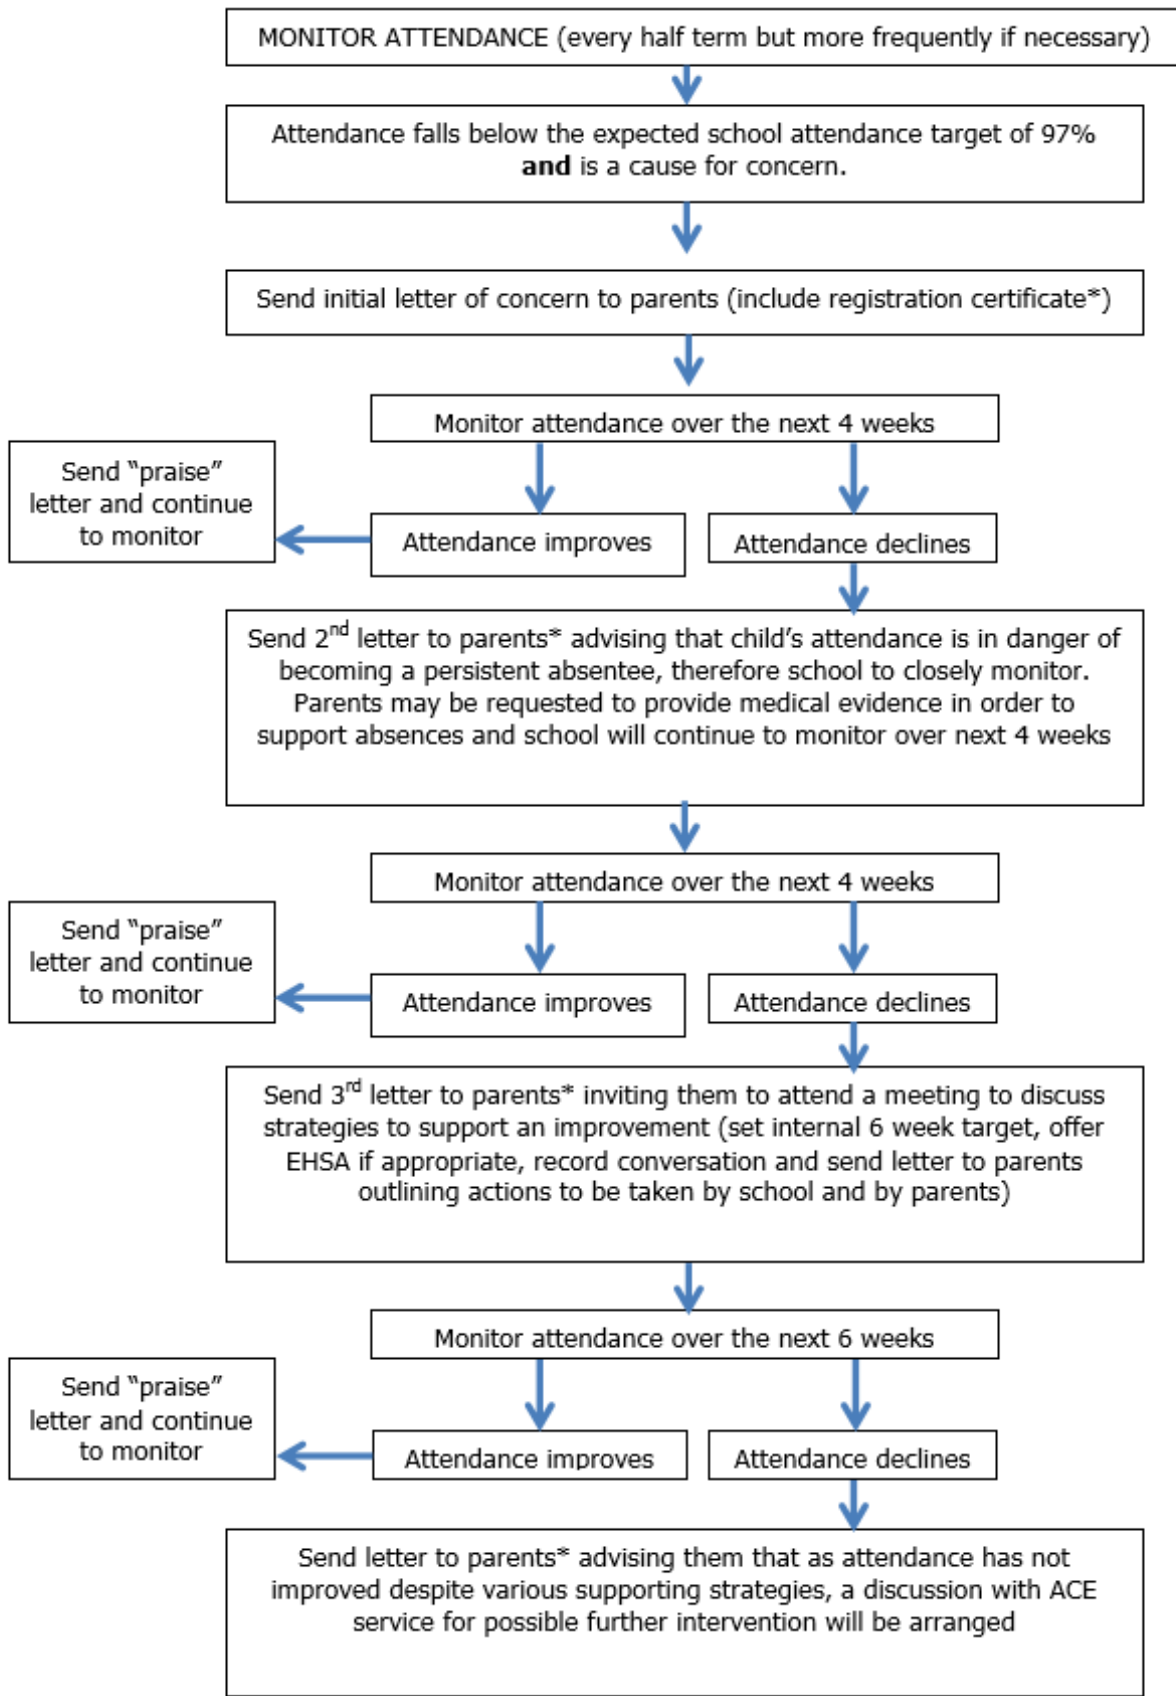 MONITOR ATTENDANCE (every half term but more frequently if necessary)
Attendance falls below the expected school attendance target of 97%
and is a cause for concern.
Send initial letter of concern to parents (include registration certificate*)
Monitor attendance over the next 4 weeks
Send “praise”
letter and continue
to monitor
Attendance improves
Attendance declines
Send 2nd letter to parents* advising that child’s attendance is in danger of
becoming a persistent absentee, therefore school to closely monitor.
Parents may be requested to provide medical evidence in order to
support absences and school will continue to monitor over next 4 weeks
Monitor attendance over the next 4 weeks
Send “praise”
letter and continue
to monitor
Attendance improves
Attendance declines
Send 3rd letter to parents* inviting them to attend a meeting to discuss
strategies to support an improvement (set internal 6 week target, offer
EHSA if appropriate, record conversation and send letter to parents
outlining actions to be taken by school and by parents)
Monitor attendance over the next 6 weeks
Send “praise”
letter and continue
to monitor
Attendance improves
Attendance declines
Send letter to parents* advising them that as attendance has not
improved despite various supporting strategies, a discussion with ACE
service for possible further intervention will be arranged